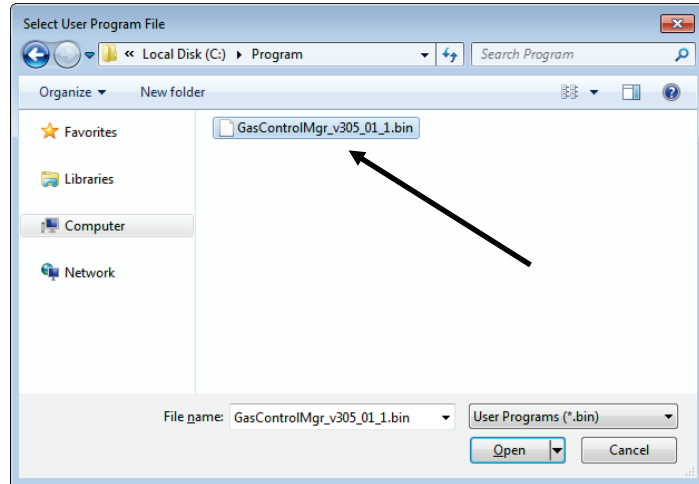 Select User Program File
« Local Disk (C:) ▸ Program
Search Program
Organize
New folder
Favorites
Libraries
Computer
Network
GasControlMgr_v305_01_1.bin
File name: GasControlMgr_v305_01_1.bin
User Programs (*.bin)
Open
Cancel